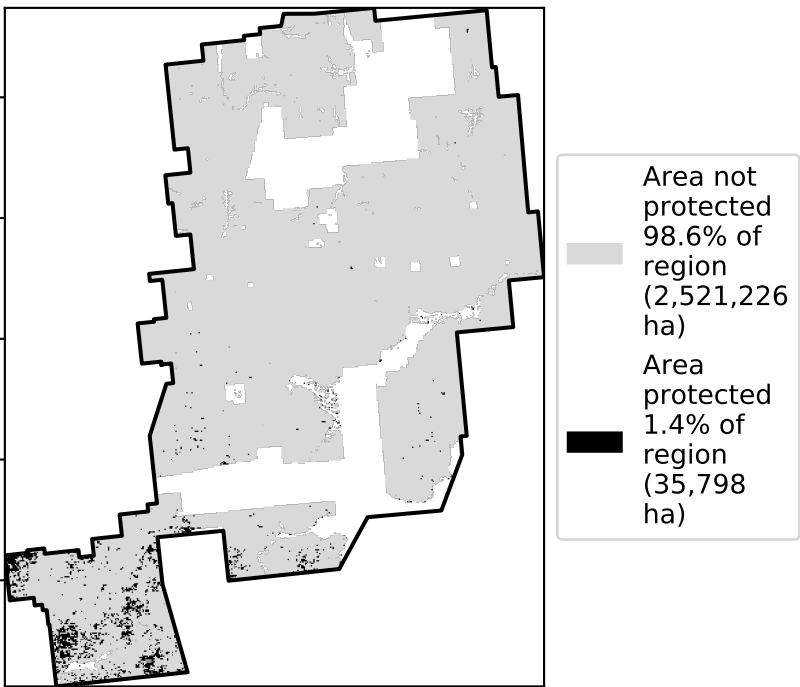 Area not
protected
98.6% of
region
(2,521,226
ha)
Area
protected
1.4% of
region
(35,798
ha)